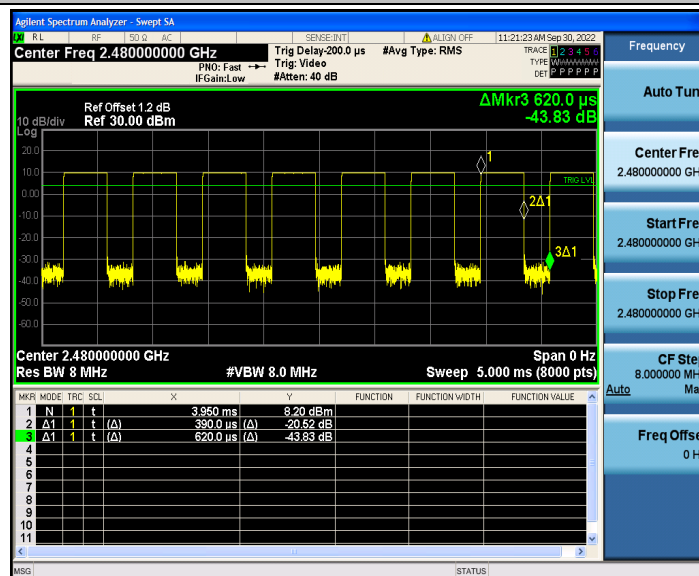 Agilent Spectrum Analyzer - Swept SA
LXI RL RF 50 Ω AC SENSE:INT ALIGN OFF 11:21:23 AM Sep 30, 2022
Center Freq 2.480000000 GHz
PNO: Fast
IFGain:Low
Trig Delay-200.0 µs
Trig: Video
#Atten: 40 dB
#Avg Type: RMS
TRACE 1 2 3 4 5 6
TYPE WWWWWW
DET P P P P P P
ΔMkr3 620.0 µs
-43.83 dB
Ref Offset 1.2 dB
10 dB/div Ref 30.00 dBm
Log
20.0
10.0
0.00
-10.0
-20.0
-30.0
-40.0
-50.0
-60.0
1
TRIG LVL
2Δ1
3Δ1
Center 2.480000000 GHz Span 0 Hz
Res BW 8 MHz #VBW 8.0 MHz Sweep 5.000 ms (8000 pts)
MKR MODE TRC SCL X Y FUNCTION FUNCTION WIDTH FUNCTION VALUE
1 N 1 t 3.950 ms 8.20 dBm
2 Δ1 1 t (Δ) 390.0 µs (Δ) -20.52 dB
3 Δ1 1 t (Δ) 620.0 µs (Δ) -43.83 dB
4
5
6
7
8
9
10
11
MSG STATUS
Frequency
Auto Tun
Center Fre
2.480000000 GH
Start Fre
2.480000000 GH
Stop Fre
2.480000000 GH
CF Ste
8.000000 MH
Auto Ma
Freq Offse
0 H